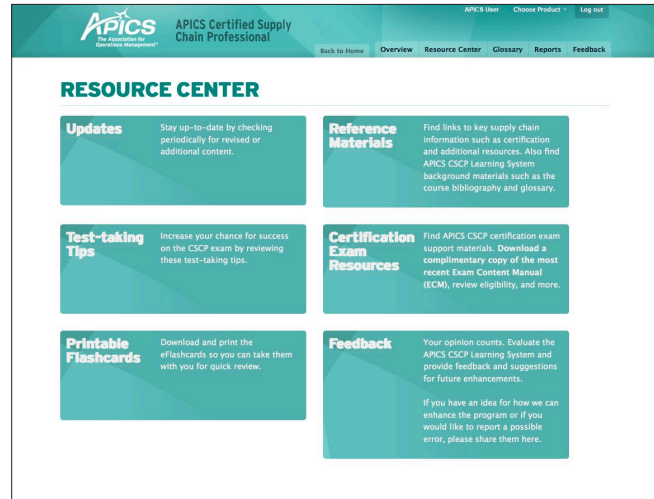 APICS User Choose Product Log out
APICS
The Association for
Operations Management
APICS Certified Supply
Chain Professional
Back to Home Overview Resource Center Glossary Reports Feedback
RESOURCE CENTER
Updates
Stay up-to-date by checking
periodically for revised or
additional content.
Reference
Materials
Find links to key supply chain
information such as certification
and additional resources. Also find
APICS CSCP Learning System
background materials such as the
course bibliography and glossary.
Test-taking
Tips
Increase your chance for success
on the CSCP exam by reviewing
these test-taking tips.
Certification
Exam
Resources
Find APICS CSCP certification exam
support materials. Download a
complimentary copy of the most
recent Exam Content Manual
(ECM), review eligibility, and more.
Printable
Flashcards
Download and print the
eFlashcards so you can take them
with you for quick review.
Feedback
Your opinion counts. Evaluate the
APICS CSCP Learning System and
provide feedback and suggestions
for future enhancements.
If you have an idea for how we can
enhance the program or if you
would like to report a possible
error, please share them here.